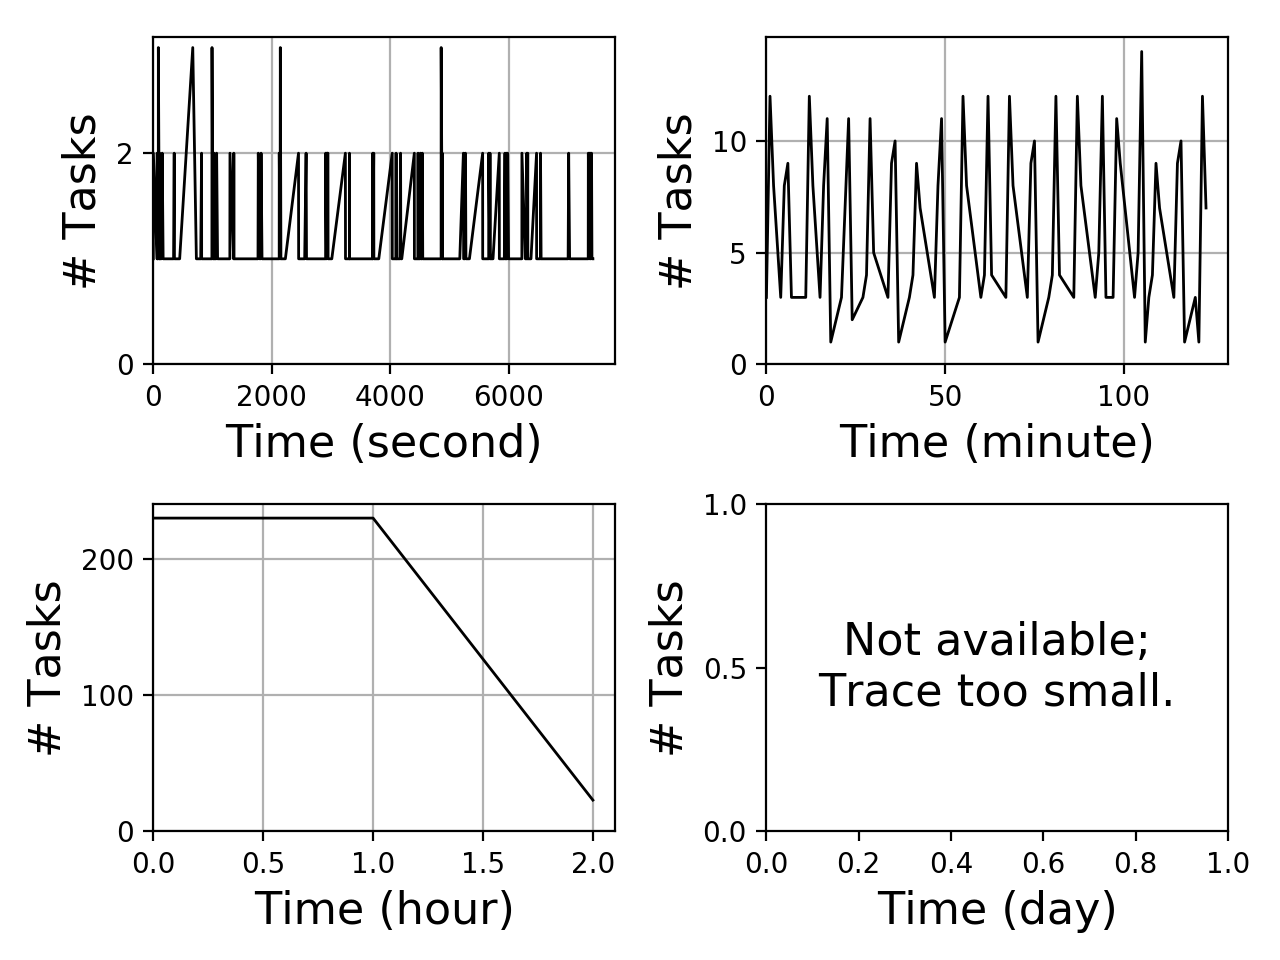 # Tasks
2
0
0 2000 4000 6000
Time (second)
# Tasks
10
5
0
0 50 100
Time (minute)
# Tasks
200
100
0
0.0 0.5 1.0 1.5 2.0
Time (hour)
# Tasks
1.0
0.5
0.0
Not available;
Trace too small.
0.0 0.2 0.4 0.6 0.8 1.0
Time (day)